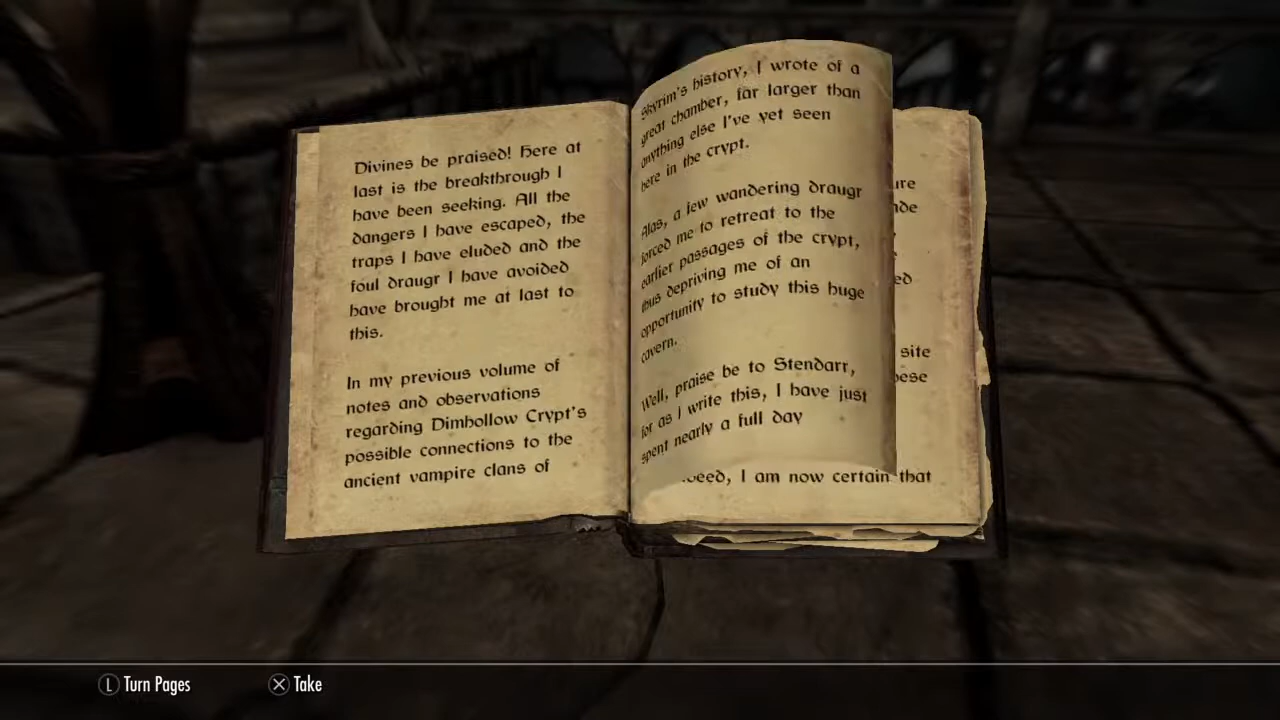 Divines be praised! Here at
last is the breakthrough I
have been seeking. All the
dangers I have escaped, the
traps I have eluded and the
foul draugr I have avoided
have brought me at last to
this.
In my previous volume of
notes and observations
regarding Dimhollow Crypt's
possible connections to the
ancient vampire clans of
Skyrim's history, I wrote of a
great chamber, far larger than
anything else I've yet seen
here in the crypt.
Alas, a few wandering draugr
forced me to retreat to the
earlier passages of the crypt,
thus depriving me of an
opportunity to study this huge
cavern.
Well, praise be to Stendarr,
for as I write this, I have just
spent nearly a full day
site
I am now certain that
L Turn Pages
X Take